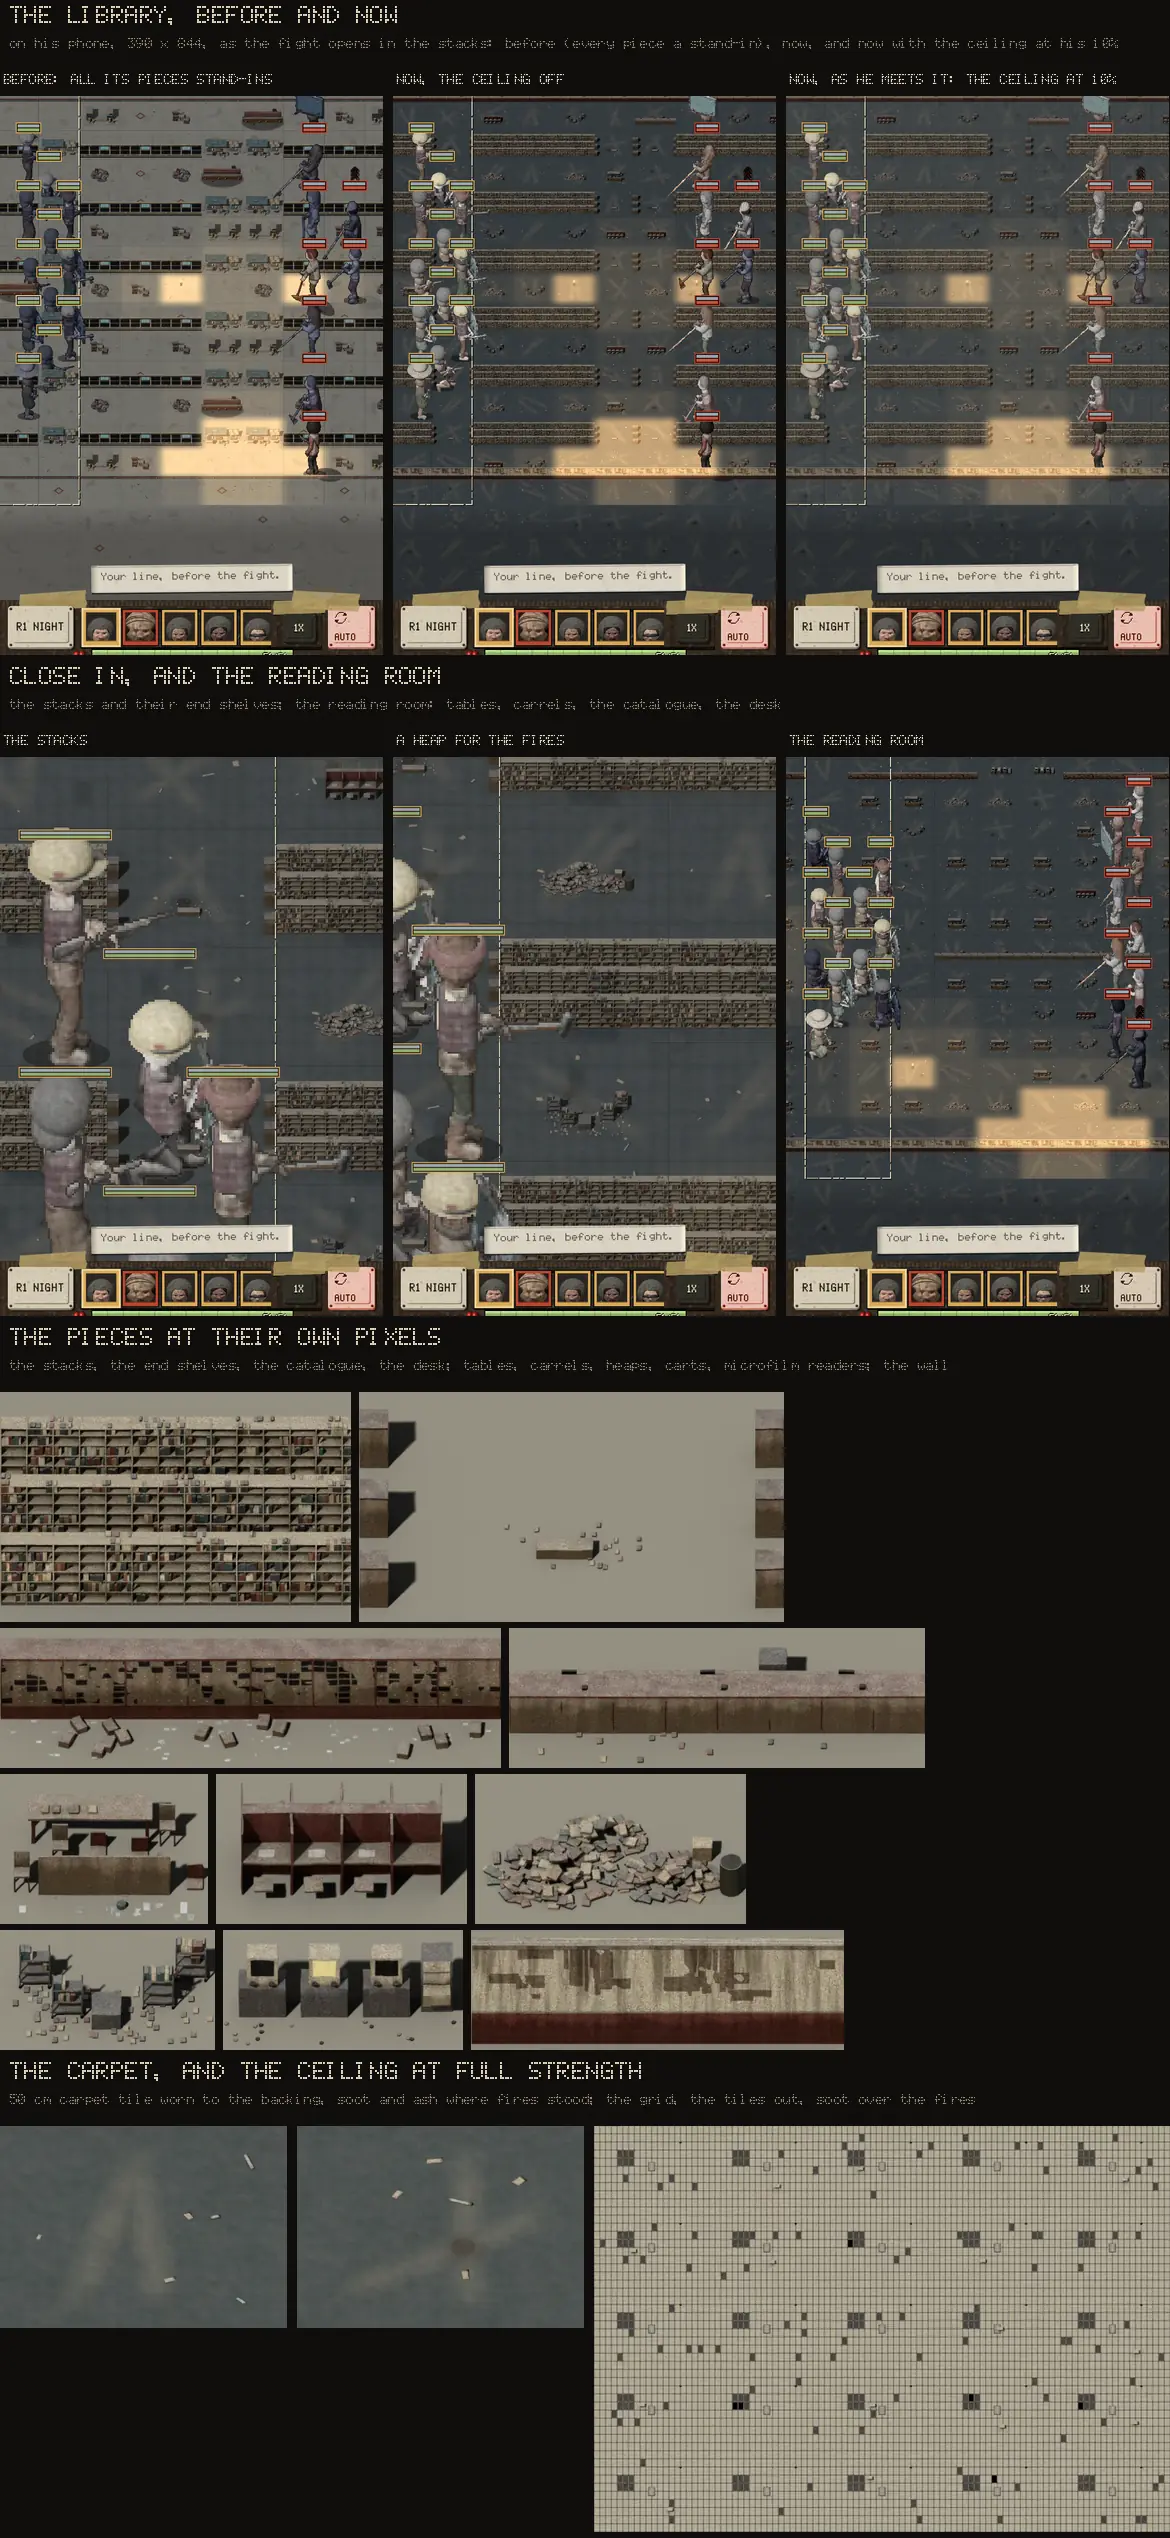 THE LIBRARY, BEFORE AND NOW
on his phone, 390 x 844, as the fight opens in the stacks: before (every piece a stand-in), now, and now with the ceiling at his 10%
BEFORE: ALL ITS PIECES STAND-INS
NOW, THE CEILING OFF
NOW, AS HE MEETS IT: THE CEILING AT 10%
Your line, before the fight.
Your line, before the fight.
Your line, before the fight.
R1 NIGHT
1X
AUTO
R1 NIGHT
1X
AUTO
R1 NIGHT
1X
AUTO
CLOSE IN, AND THE READING ROOM
the stacks and their end shelves; the reading room: tables, carrels, the catalogue, the desk
THE STACKS
A HEAP FOR THE FIRES
THE READING ROOM
Your line, before the fight.
Your line, before the fight.
Your line, before the fight.
R1 NIGHT
1X
AUTO
R1 NIGHT
1X
AUTO
R1 NIGHT
1X
AUTO
THE PIECES AT THEIR OWN PIXELS
the stacks, the end shelves, the catalogue, the desk; tables, carrels, heaps, carts, microfilm readers; the wall
THE CARPET, AND THE CEILING AT FULL STRENGTH
50 cm carpet tile worn to the backing, soot and ash where fires stood; the grid, the tiles out, soot over the fires